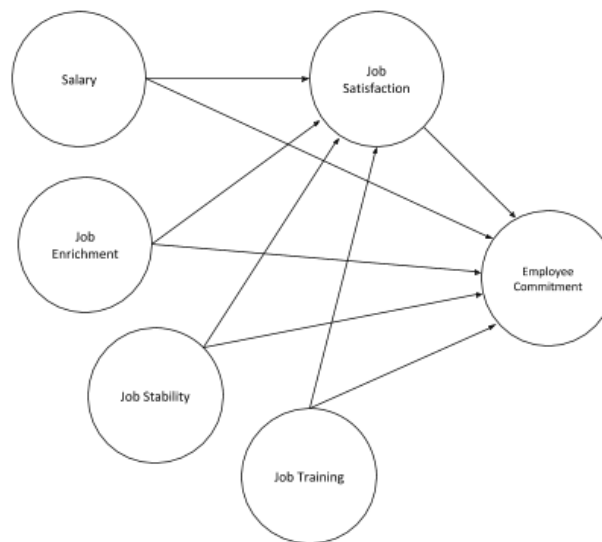 Salary
Job
Satisfaction
Job
Enrichment
Employee
Commitment
Job Stability
Job Training